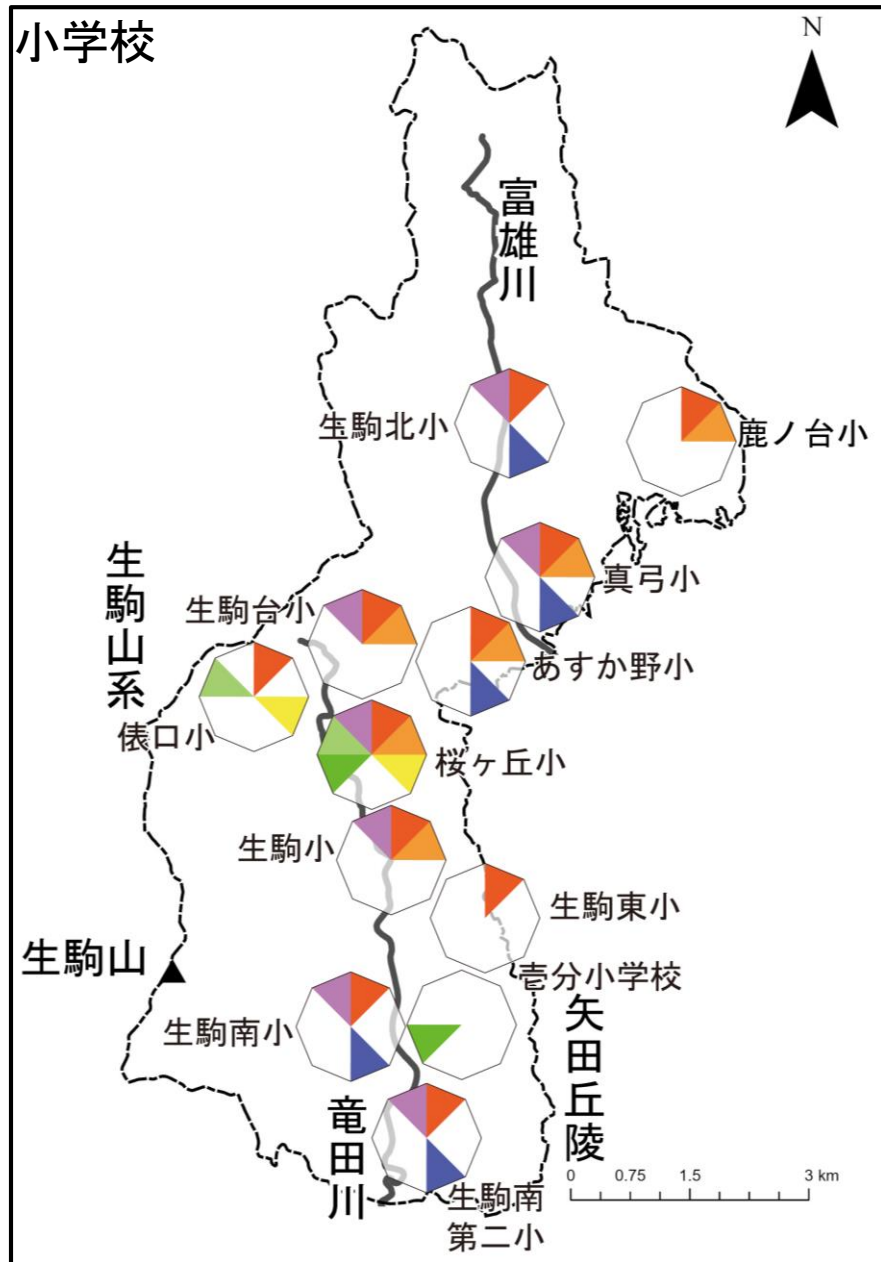 小学校
N
富雄川
生駒北小
鹿ノ台小
真弓小
生駒山系
生駒台小
あすか野小
俵口小
桜ヶ丘小
生駒小
生駒東小
生駒山
壱分小学校
生駒南小
矢田丘陵
竜田川
0 0.75 1.5 3 km
生駒南
第二小